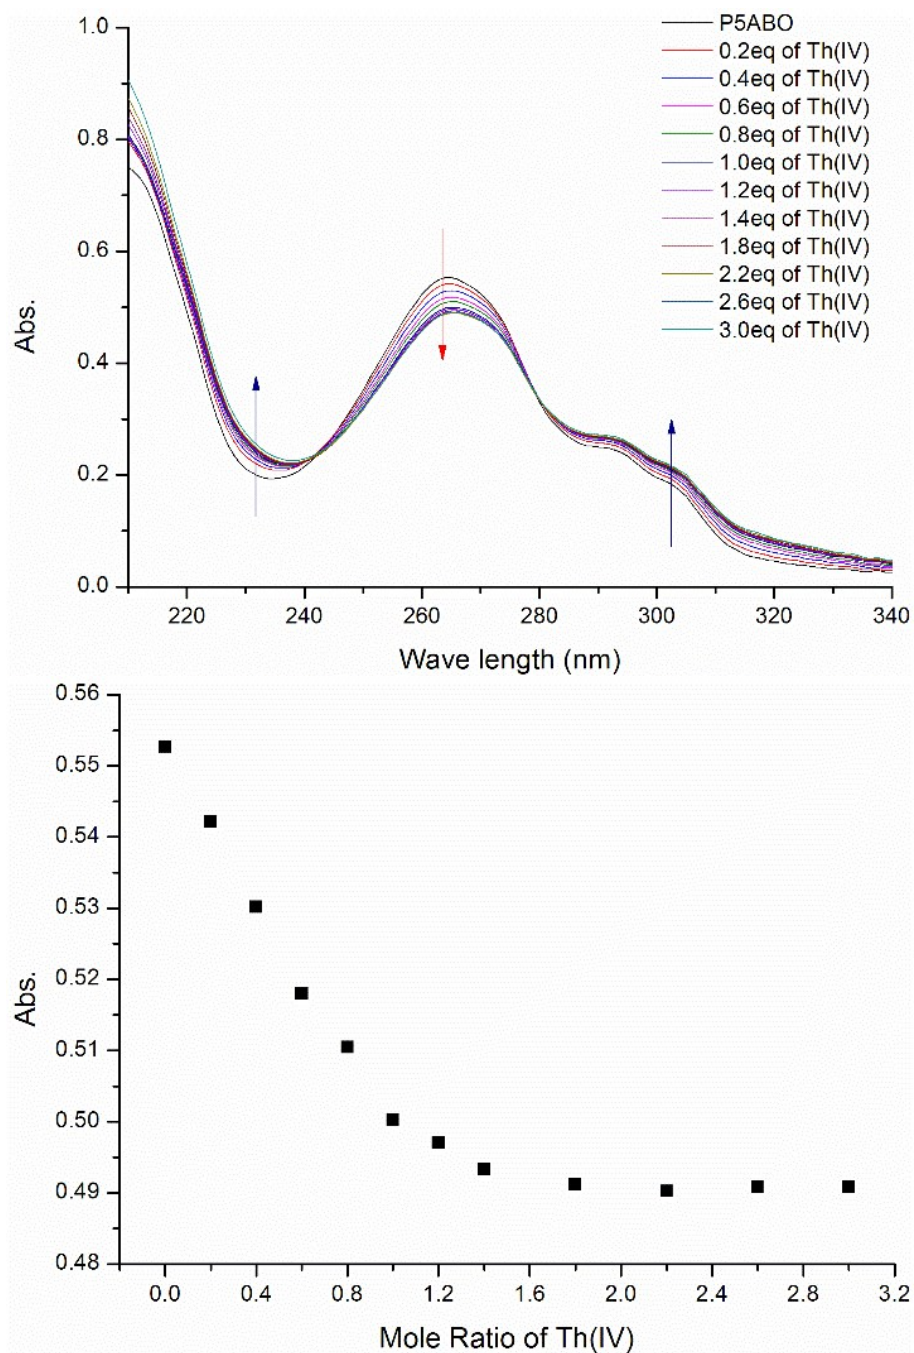 1.0
0.8
0.6
0.4
0.2
0.0
Abs.
220
240
260
280
300
320
340
Wave length (nm)
P5ABO
0.2eq of Th(IV)
0.4eq of Th(IV)
0.6eq of Th(IV)
0.8eq of Th(IV)
1.0eq of Th(IV)
1.2eq of Th(IV)
1.4eq of Th(IV)
1.8eq of Th(IV)
2.2eq of Th(IV)
2.6eq of Th(IV)
3.0eq of Th(IV)
0.56
0.55
0.54
0.53
0.52
0.51
0.50
0.49
0.48
Abs.
0.0
0.4
0.8
1.2
1.6
2.0
2.4
2.8
3.2
Mole Ratio of Th(IV)